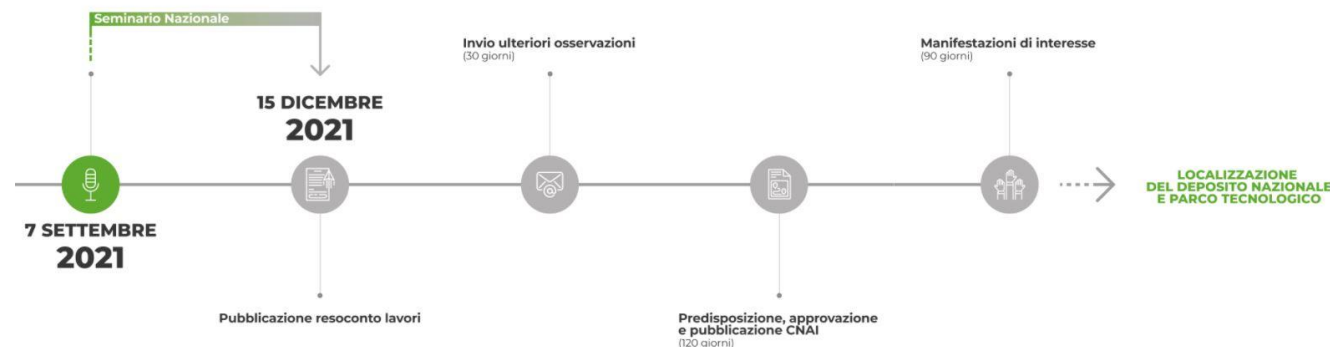 Seminario Nazionale
7 SETTEMBRE
2021
15 DICEMBRE
2021
Pubblicazione resoconto lavori
Invio ulteriori osservazioni
(30 giorni)
Predisposizione, approvazione
e pubblicazione CNAI
(120 giorni)
Manifestazioni di interesse
(90 giorni)
LOCALIZZAZIONE
DEL DEPOSITO NAZIONALE
E PARCO TECNOLOGICO